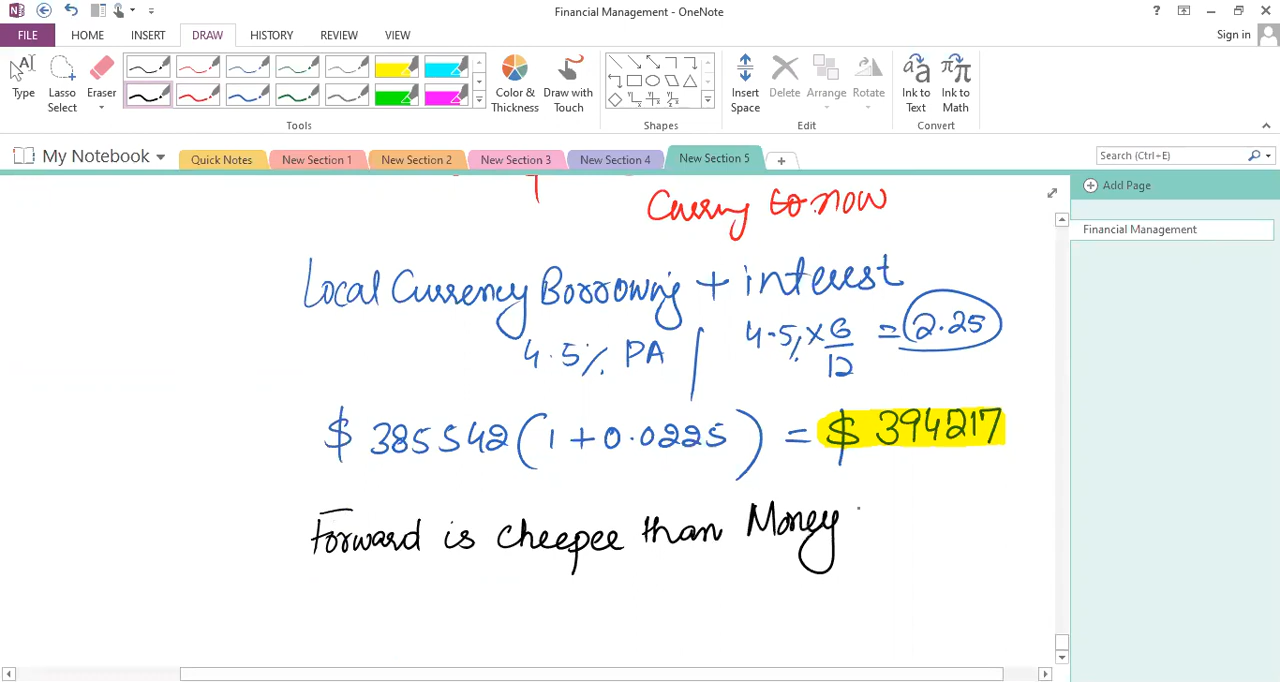 Financial Management - OneNote
?
FILE HOME INSERT DRAW HISTORY REVIEW VIEW
Sign in
Type
Lasso Select
Eraser
Color & Thickness
Draw with Touch
Insert Space
Delete
Arrange
Rotate
Ink to Text
Ink to Math
Tools
Shapes
Edit
Convert
My Notebook
Quick Notes New Section 1 New Section 2 New Section 3 New Section 4 New Section 5
Search (Ctrl+E)
Add Page
Financial Management
to now
Local Currency Borrowing + interest
4.5% PA | 4.5% x 6/12 = 2.25
$ 385542 (1 + 0.0225) = $ 394217
Forward is cheepee than Money